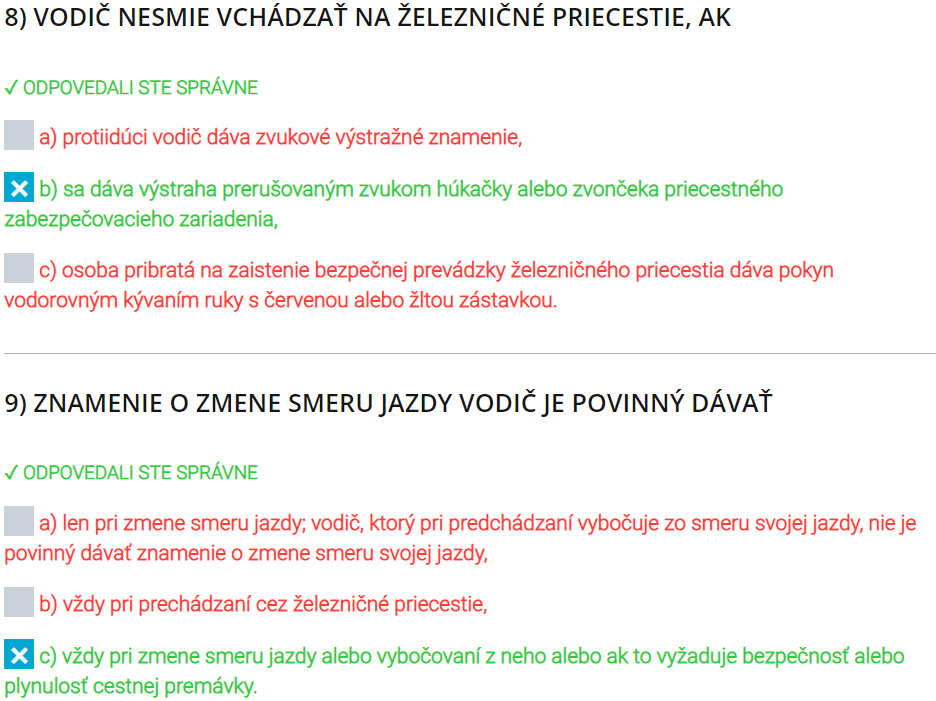 8) VODIČ NESMIE VCHÁDZAŤ NA ŽELEZNIČNÉ PRIECESTIE, AK
✓ ODPOVEDALI STE SPRÁVNE
a) protiidúci vodič dáva zvukové výstražné znamenie,
b) sa dáva výstraha prerušovaným zvukom húkačky alebo zvončeka priecestného
zabezpečovacieho zariadenia,
c) osoba pribratá na zaistenie bezpečnej prevádzky železničného priecestia dáva pokyn
vodorovným kývaním ruky s červenou alebo žltou zástavkou.
9) ZNAMENIE O ZMENE SMERU JAZDY VODIČ JE POVINNÝ DÁVAŤ
✓ ODPOVEDALI STE SPRÁVNE
a) len pri zmene smeru jazdy; vodič, ktorý pri predchádzaní vybočuje zo smeru svojej jazdy, nie je
povinný dávať znamenie o zmene smeru svojej jazdy,
b) vždy pri prechádzaní cez železničné priecestie,
c) vždy pri zmene smeru jazdy alebo vybočovaní z neho alebo ak to vyžaduje bezpečnosť alebo
plynulosť cestnej premávky.